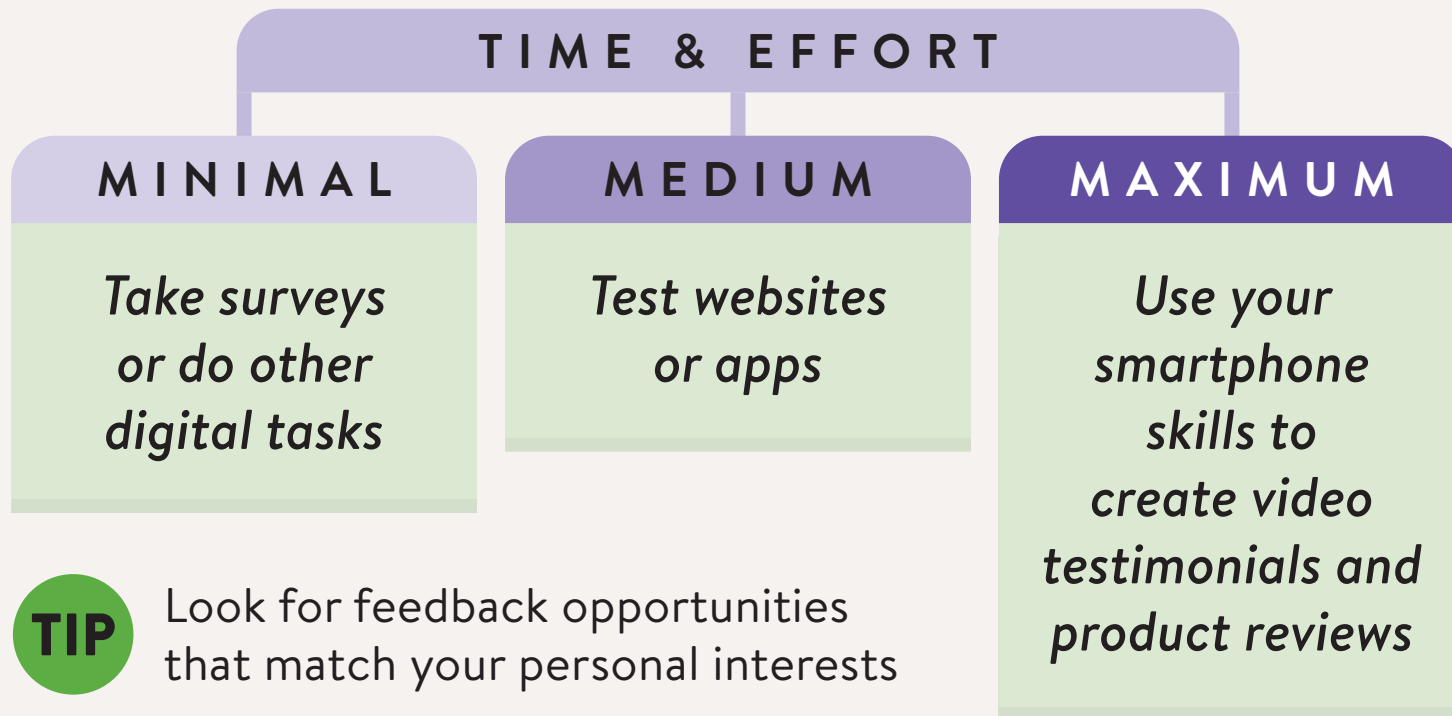 TIME & EFFORT
MINIMAL
Take surveys
or do other
digital tasks
MEDIUM
Test websites
or apps
MAXIMUM
Use your
smartphone
skills to
create video
testimonials and
product reviews
TIP
Look for feedback opportunities
that match your personal interests